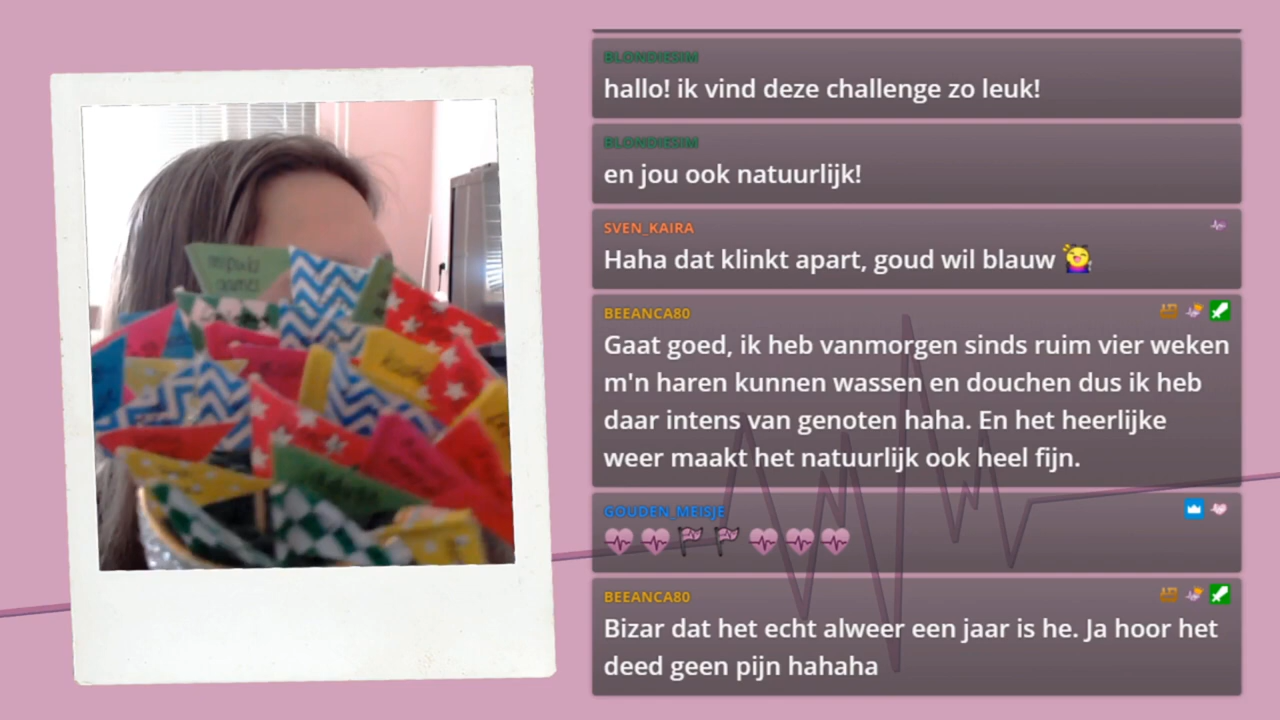 BLONDIESIM
hallo! ik vind deze challenge zo leuk!
BLONDIESIM
en jou ook natuurlijk!
SVEN_KAIRA
Haha dat klinkt apart, goud wil blauw
BEEANCA80
Gaat goed, ik heb vanmorgen sinds ruim vier weken
m'n haren kunnen wassen en douchen dus ik heb
daar intens van genoten haha. En het heerlijke
weer maakt het natuurlijk ook heel fijn.
GOUDEN_MEISJE
BEEANCA80
Bizar dat het echt alweer een jaar is he. Ja hoor het
deed geen pijn hahaha